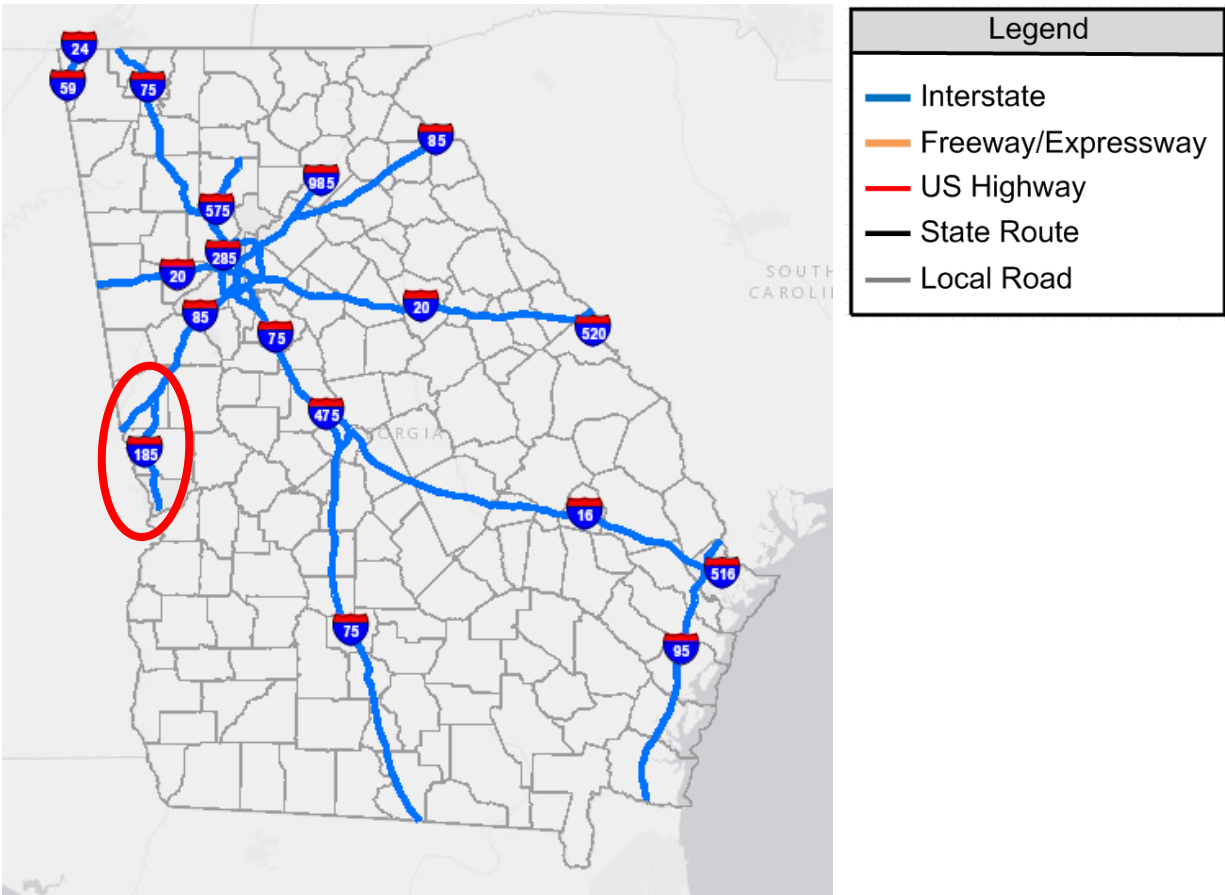 24
59
75
85
985
575
285
20
SOUTH
CAROLI
20
85
520
75
475
GEORGIA
185
16
516
75
95
Legend
Interstate
Freeway/Expressway
US Highway
State Route
Local Road